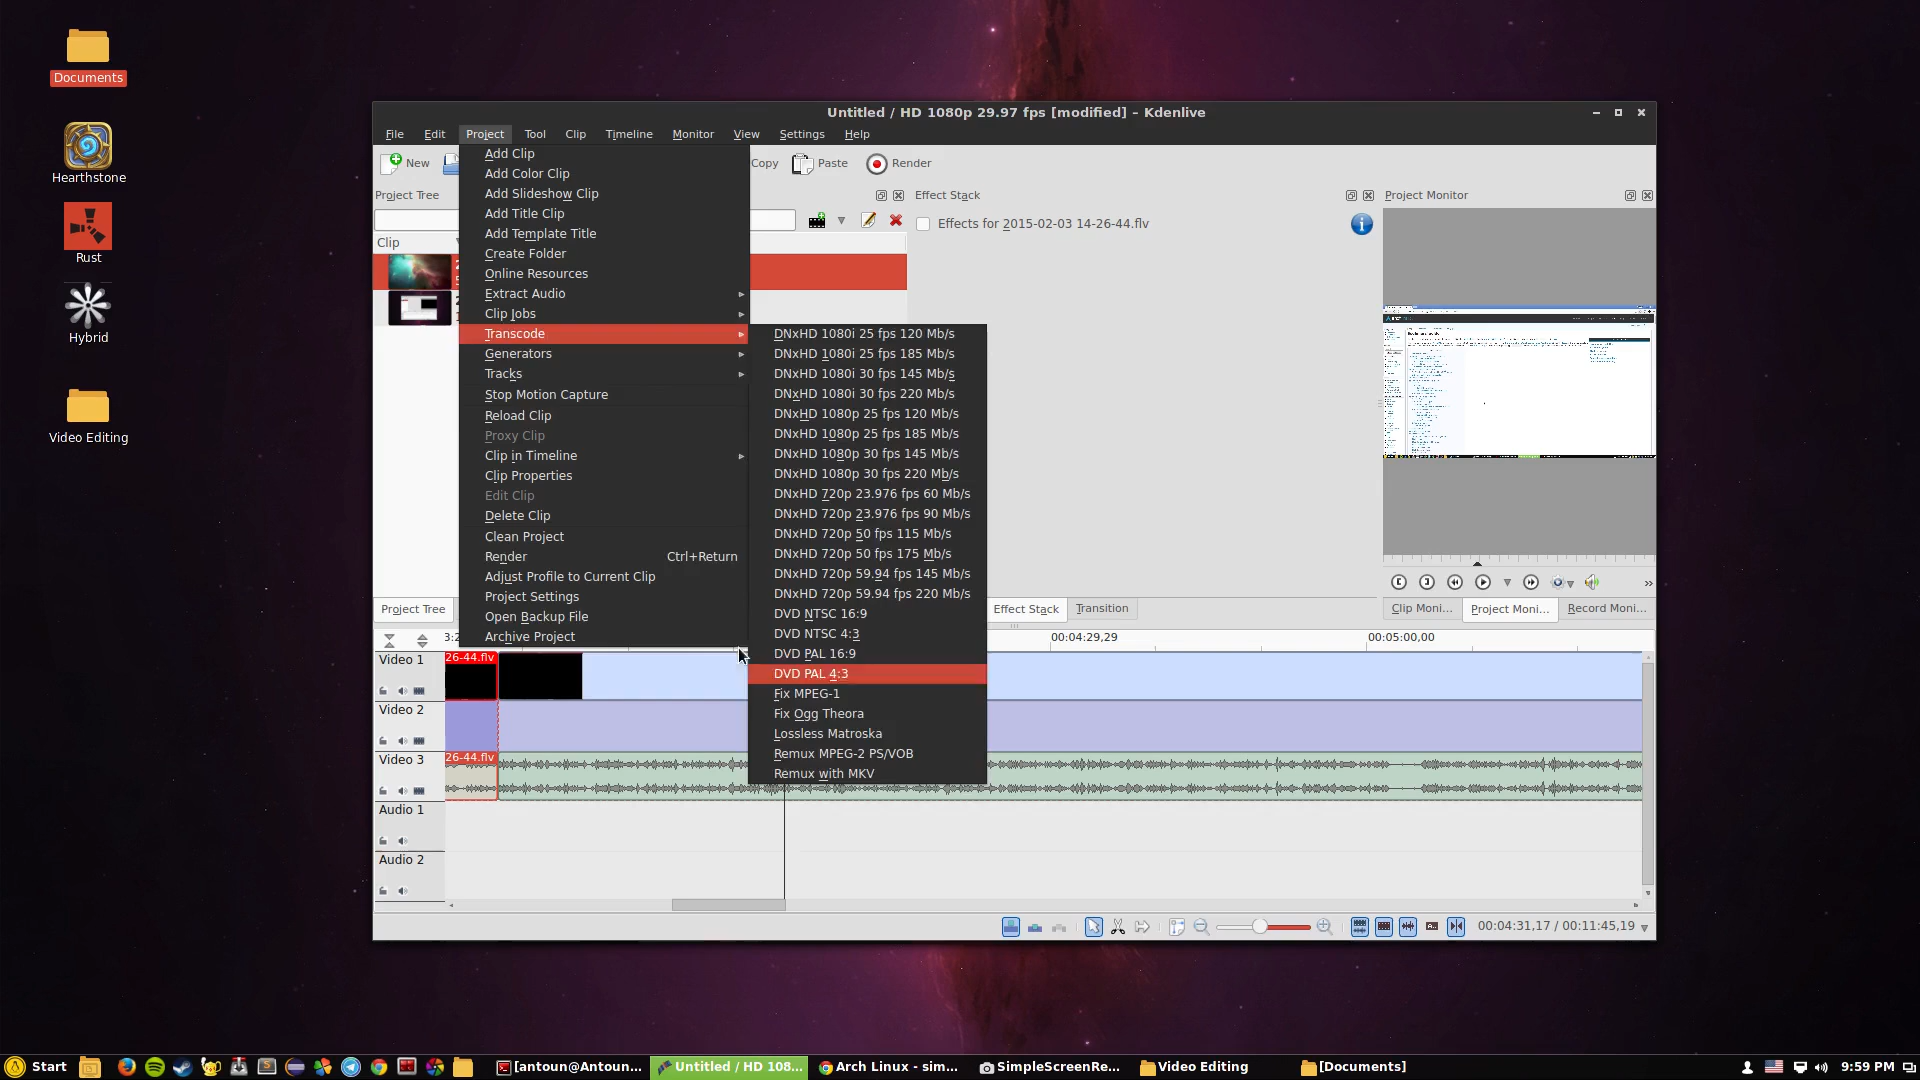 Documents
Hearthstone
Rust
Hybrid
Video Editing
Untitled / HD 1080p 29.97 fps [modified] – Kdenlive
File Edit Project Tool Clip Timeline Monitor View Settings Help
New Copy Paste Render
Project Tree Effect Stack Project Monitor
Effects for 2015-02-03 14-26-44.flv
Clip
Add Clip
Add Color Clip
Add Slideshow Clip
Add Title Clip
Add Template Title
Create Folder
Online Resources
Extract Audio
Clip Jobs
Transcode
Generators
Tracks
Stop Motion Capture
Reload Clip
Proxy Clip
Clip in Timeline
Clip Properties
Edit Clip
Delete Clip
Clean Project
Render Ctrl+Return
Adjust Profile to Current Clip
Project Settings
Open Backup File
Archive Project
DNxHD 1080i 25 fps 120 Mb/s
DNxHD 1080i 25 fps 185 Mb/s
DNxHD 1080i 30 fps 145 Mb/s
DNxHD 1080i 30 fps 220 Mb/s
DNxHD 1080p 25 fps 120 Mb/s
DNxHD 1080p 25 fps 185 Mb/s
DNxHD 1080p 30 fps 145 Mb/s
DNxHD 1080p 30 fps 220 Mb/s
DNxHD 720p 23.976 fps 60 Mb/s
DNxHD 720p 23.976 fps 90 Mb/s
DNxHD 720p 50 fps 115 Mb/s
DNxHD 720p 50 fps 175 Mb/s
DNxHD 720p 59.94 fps 145 Mb/s
DNxHD 720p 59.94 fps 220 Mb/s
DVD NTSC 16:9
DVD NTSC 4:3
DVD PAL 16:9
DVD PAL 4:3
Fix MPEG-1
Fix Ogg Theora
Lossless Matroska
Remux MPEG-2 PS/VOB
Remux with MKV
Project Tree Effect Stack Transition Clip Moni... Project Moni... Record Moni...
3:2 00:04:29,29 00:05:00,00
Video 1 26-44.flv
Video 2
Video 3 26-44.flv
Audio 1
Audio 2
00:04:31,17 / 00:11:45,19
Start [antoun@Antoun... Untitled / HD 108... Arch Linux - sim... SimpleScreenRe... Video Editing [Documents] 9:59 PM